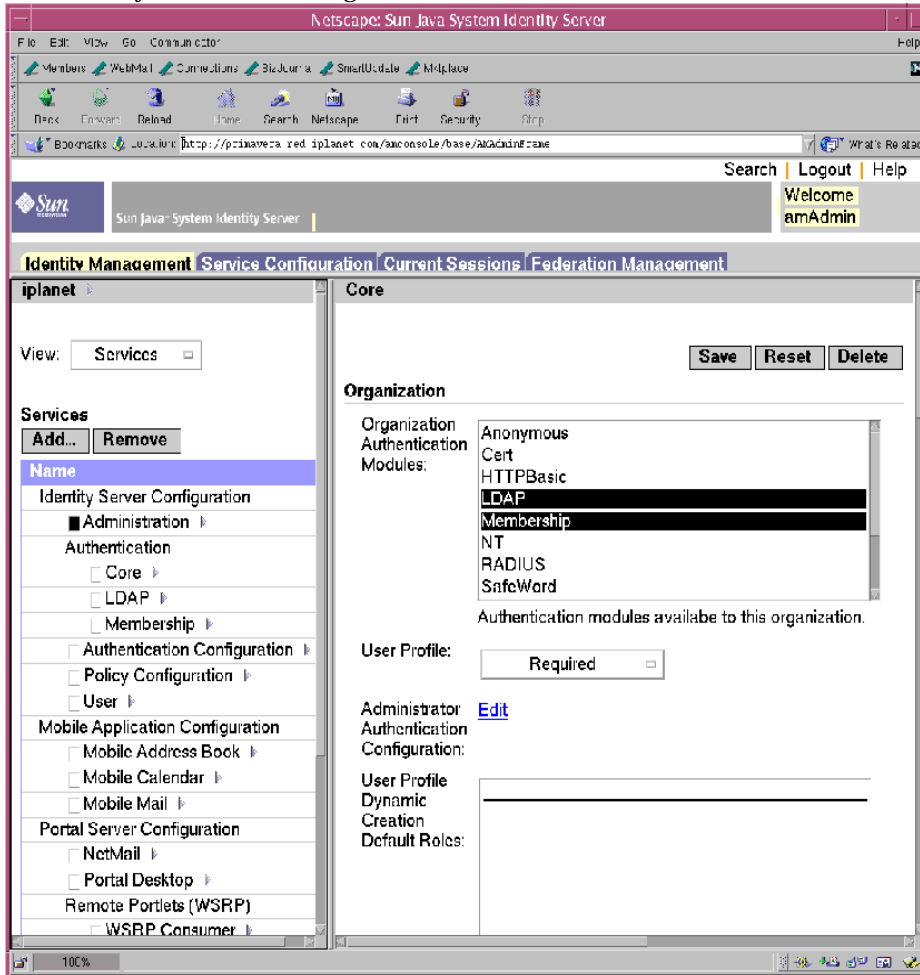 Netscape: Sun Java System Identity Server
File Edit View Go Communicator Help
Members WebMail Connections BizJournal SmartUpdate Mktplace
Back Forward Reload Home Search Netscape Print Security Stop
Bookmarks Location: http://primavera.red.iplanet.com/amconsole/base/AMAdminFrame What's Related
Search | Logout | Help
Sun
microsystems
Sun Java System Identity Server
Welcome
amAdmin
Identity Management Service Configuration Current Sessions Federation Management
iplanet
View: Services
Services
Add... Remove
Name
Identity Server Configuration
Administration
Authentication
Core
LDAP
Membership
Authentication Configuration
Policy Configuration
User
Mobile Application Configuration
Mobile Address Book
Mobile Calendar
Mobile Mail
Portal Server Configuration
NetMail
Portal Desktop
Remote Portlets (WSRP)
WSRP Consumer
Core
Save Reset Delete
Organization
Organization
Authentication
Modules:
Anonymous
Cert
HTTPBasic
LDAP
Membership
NT
RADIUS
SafeWord
Authentication modules availabe to this organization.
User Profile:
Required
Administrator
Authentication
Configuration:
Edit
User Profile
Dynamic
Creation
Default Roles:
100%